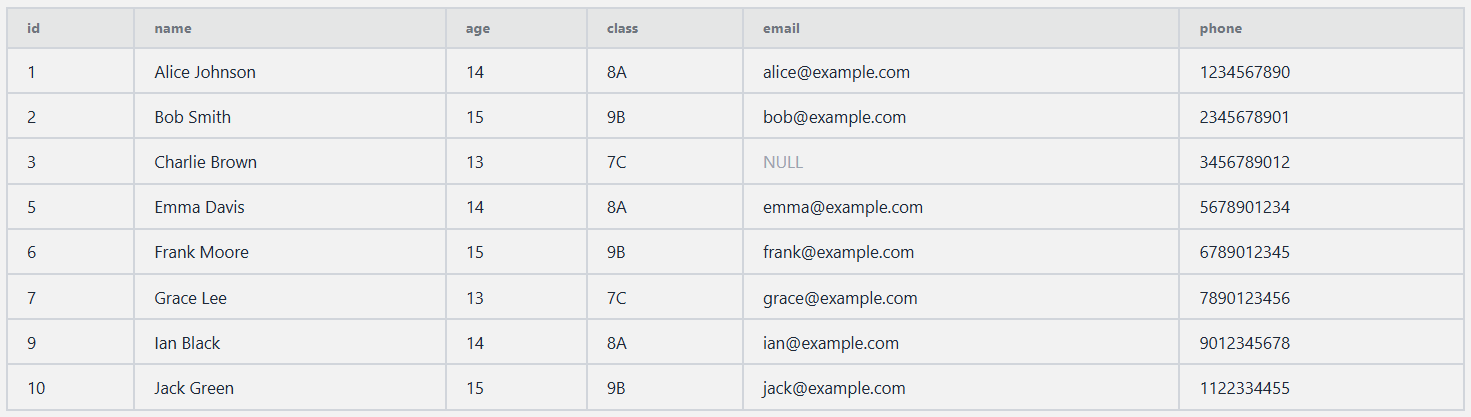 id name age class email phone
1 Alice Johnson 14 8A alice@example.com 1234567890
2 Bob Smith 15 9B bob@example.com 2345678901
3 Charlie Brown 13 7C NULL 3456789012
5 Emma Davis 14 8A emma@example.com 5678901234
6 Frank Moore 15 9B frank@example.com 6789012345
7 Grace Lee 13 7C grace@example.com 7890123456
9 Ian Black 14 8A ian@example.com 9012345678
10 Jack Green 15 9B jack@example.com 1122334455